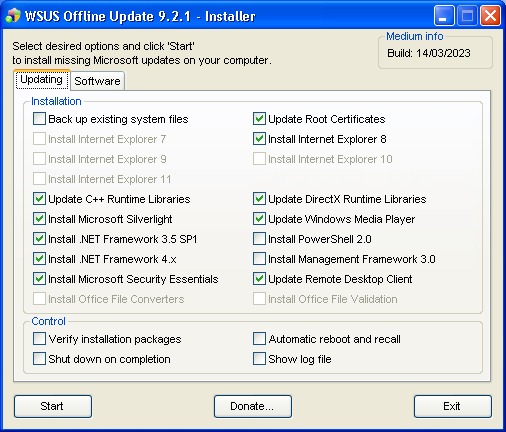 WSUS Offline Update 9.2.1 - Installer
Select desired options and click 'Start'
to install missing Microsoft updates on your computer.
Medium info
Build: 14/03/2023
Updating
Software
Installation
Back up existing system files
Update Root Certificates
Install Internet Explorer 7
Install Internet Explorer 8
Install Internet Explorer 9
Install Internet Explorer 10
Install Internet Explorer 11
Update C++ Runtime Libraries
Update DirectX Runtime Libraries
Install Microsoft Silverlight
Update Windows Media Player
Install .NET Framework 3.5 SP1
Install PowerShell 2.0
Install .NET Framework 4.x
Install Management Framework 3.0
Install Microsoft Security Essentials
Update Remote Desktop Client
Install Office File Converters
Install Office File Validation
Control
Verify installation packages
Automatic reboot and recall
Shut down on completion
Show log file
Start
Donate...
Exit